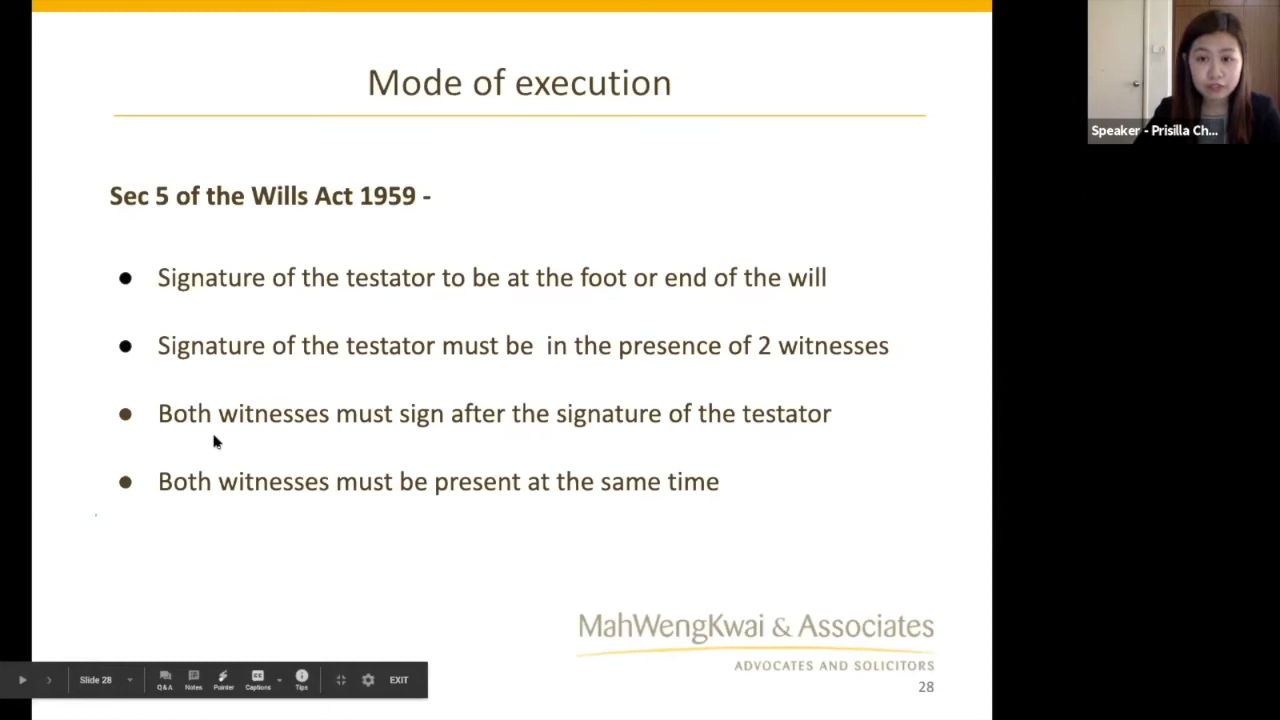 Mode of execution
Speaker - Prisilla Ch...
Sec 5 of the Wills Act 1959 -
● Signature of the testator to be at the foot or end of the will
● Signature of the testator must be in the presence of 2 witnesses
● Both witnesses must sign after the signature of the testator
● Both witnesses must be present at the same time
MahWengKwai & Associates
ADVOCATES AND SOLICITORS
28
Slide 28
Q&A
Notes
Pointer
Captions
Tips
EXIT